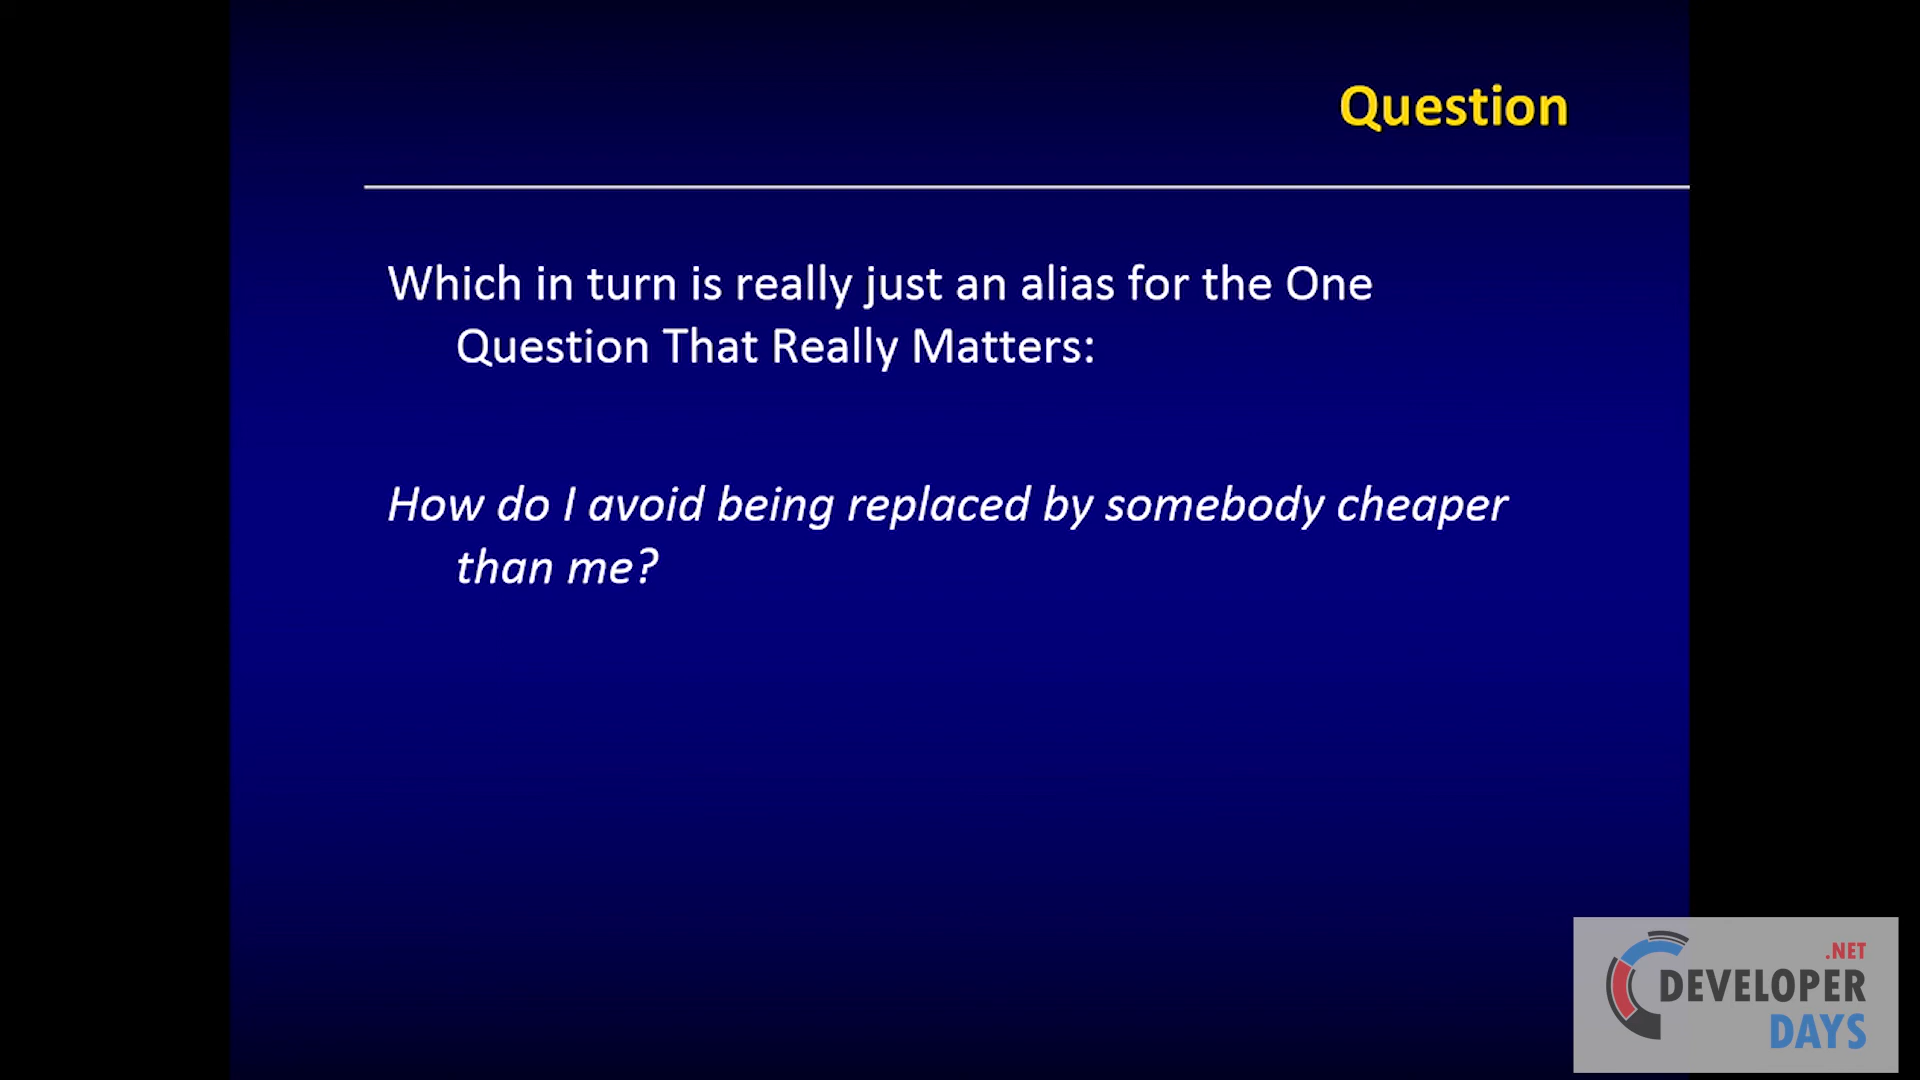 Question
Which in turn is really just an alias for the One
Question That Really Matters:
How do I avoid being replaced by somebody cheaper
than me?
.NET
DEVELOPER
DAYS